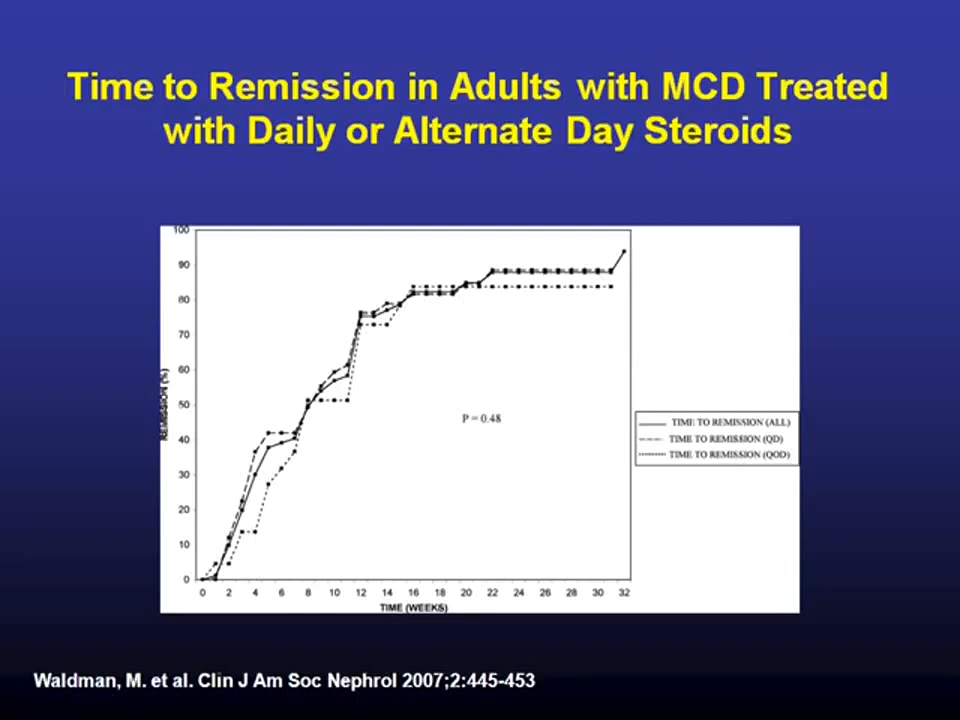 Time to Remission in Adults with MCD Treated
with Daily or Alternate Day Steroids
100
90
80
70
60
50
40
30
20
10
0
REMISSION (%)
P = 0.48
TIME TO REMISSION (ALL)
TIME TO REMISSION (QD)
TIME TO REMISSION (QOD)
0 2 4 6 8 10 12 14 16 18 20 22 24 26 28 30 32
TIME (WEEKS)
Waldman, M. et al. Clin J Am Soc Nephrol 2007;2:445-453